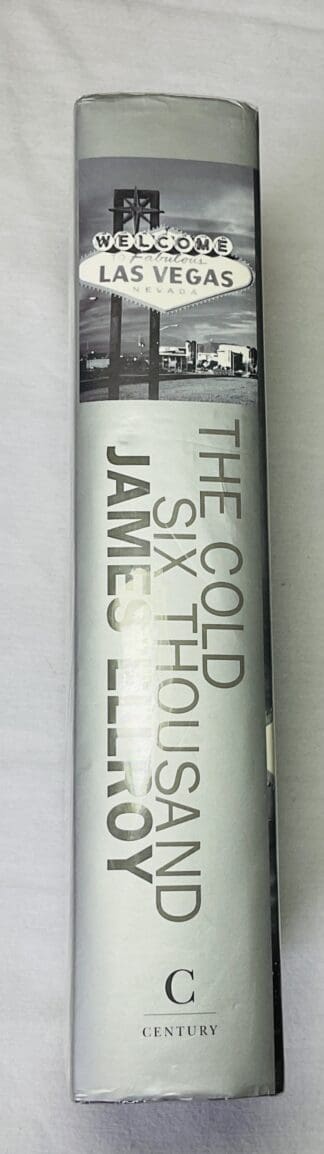 WELCOME
to Fabulous
LAS VEGAS
NEVADA
THE COLD
SIX THOUSAND
JAMES ELLROY
C
CENTURY